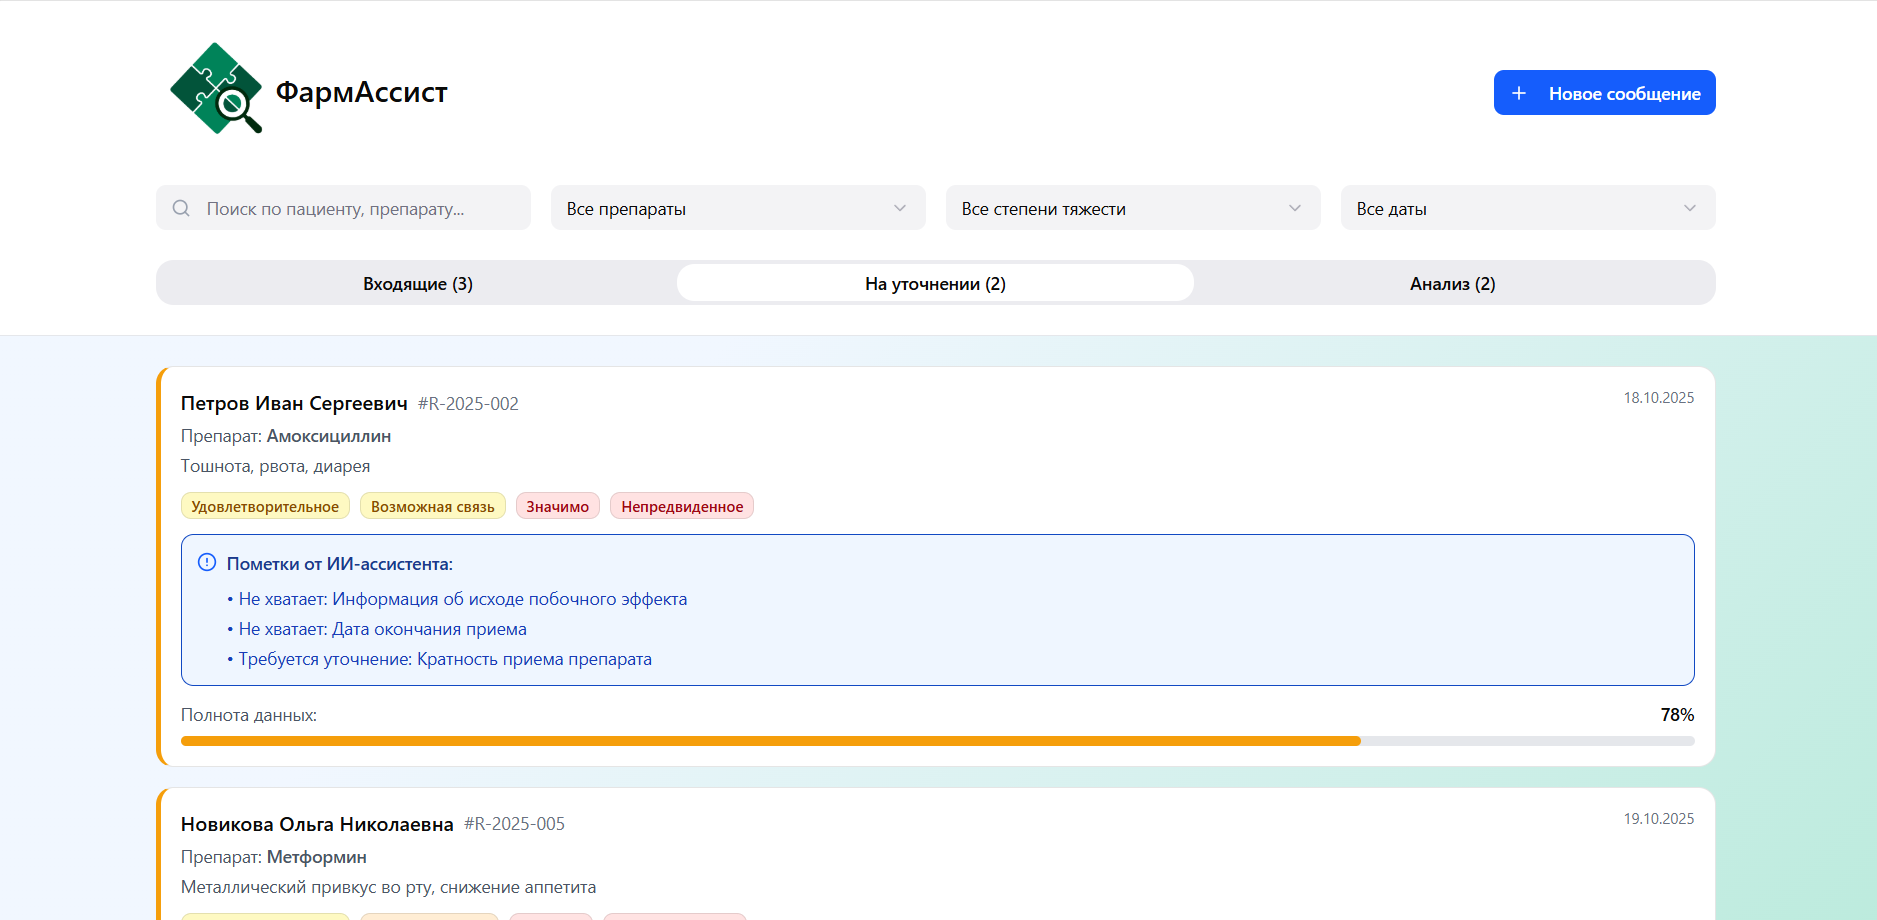 ФармАссист
Новое сообщение
Поиск по пациенту, препарату...
Все препараты
Все степени тяжести
Все даты
Входящие (3)
На уточнении (2)
Анализ (2)
Петров Иван Сергеевич #R-2025-002
18.10.2025
Препарат: Амоксициллин
Тошнота, рвота, диарея
Удовлетворительное
Возможная связь
Значимо
Непредвиденное
Пометки от ИИ-ассистента:
• Не хватает: Информация об исходе побочного эффекта
• Не хватает: Дата окончания приема
• Требуется уточнение: Кратность приема препарата
Полнота данных:
78%
Новикова Ольга Николаевна #R-2025-005
19.10.2025
Препарат: Метформин
Металлический привкус во рту, снижение аппетита